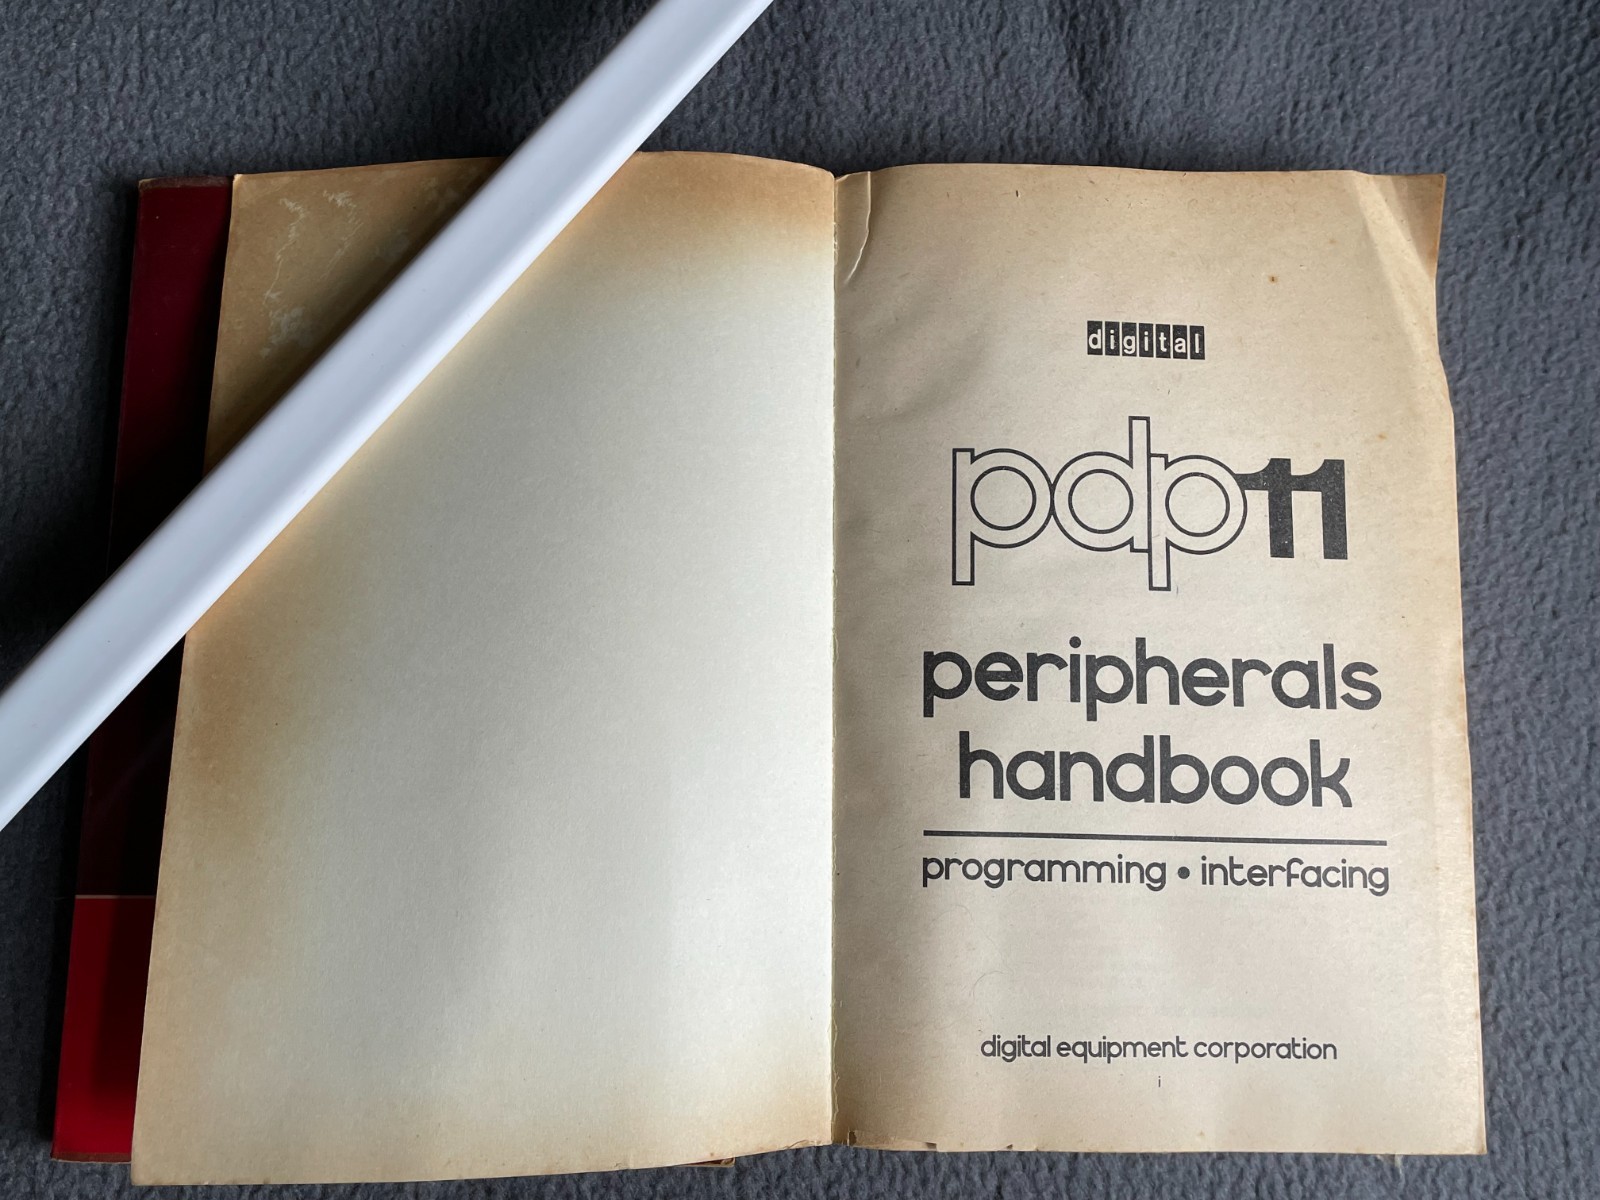 digital
pdp11
peripherals
handbook
programming • interfacing
digital equipment corporation
i